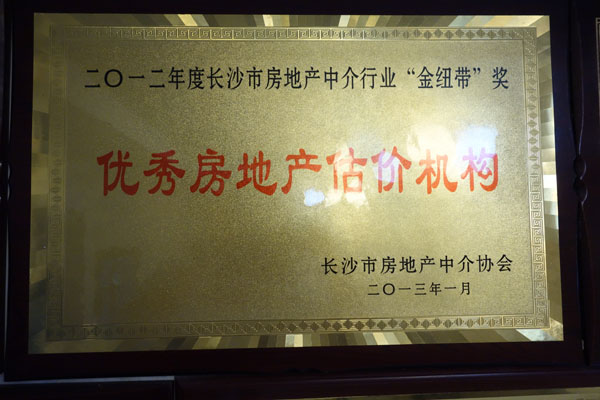 二〇一二年度长沙市房地产中介行业“金纽带”奖
优秀房地产估价机构
长沙市房地产中介协会
二〇一三年一月